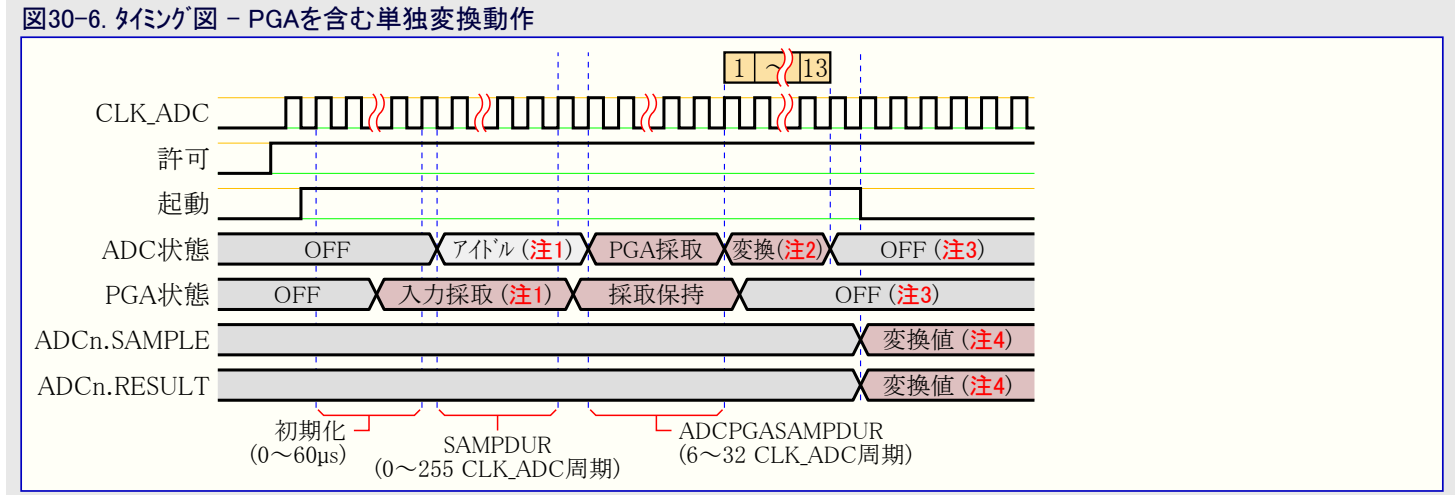 図30-6. タイミング図 - PGAを含む単独変換動作
1 ～ 13
CLK_ADC
許可
起動
ADC状態 OFF アイドル (注1) PGA採取 変換(注2) OFF (注3)
PGA状態 OFF 入力採取 (注1) 採取保持 OFF (注3)
ADCn.SAMPLE 変換値 (注4)
ADCn.RESULT 変換値 (注4)
初期化
(0～60µs)
SAMPDUR
(0～255 CLK_ADC周期)
ADCPGASAMPDUR
(6～32 CLK_ADC周期)